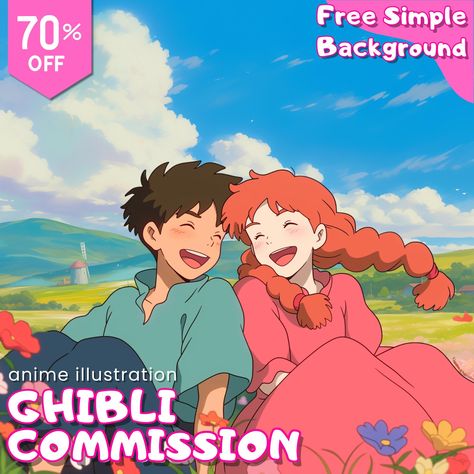 70%
OFF
Free Simple
Background
anime illustration
GHIBLI
COMMISSION